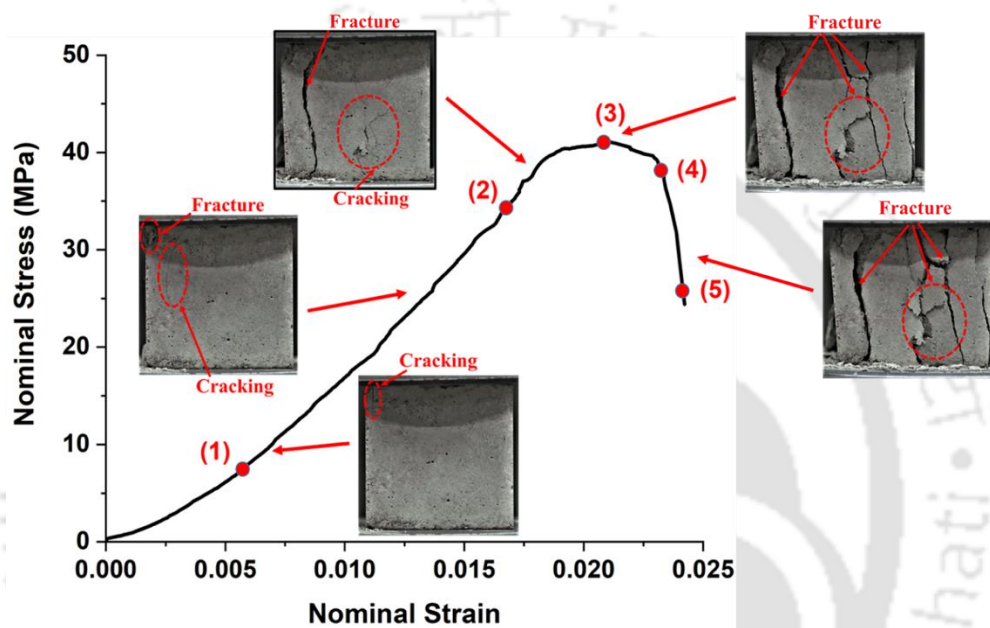 Fracture
Cracking
Fracture
Fracture
Cracking
Fracture
Cracking
(1)
(2)
(3)
(4)
(5)
50
40
30
20
10
0
0.000 0.005 0.010 0.015 0.020 0.025
Nominal Stress (MPa)
Nominal Strain
hati